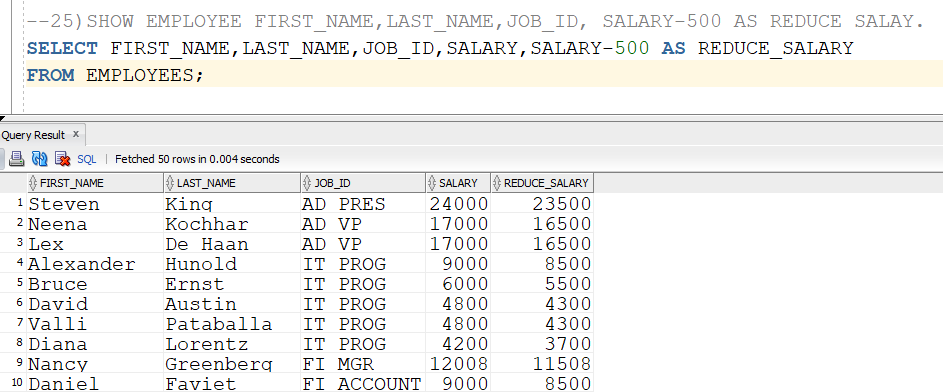 --25)SHOW EMPLOYEE FIRST_NAME,LAST_NAME,JOB_ID, SALARY-500 AS REDUCE SALAY.
SELECT FIRST_NAME,LAST_NAME,JOB_ID,SALARY,SALARY-500 AS REDUCE_SALARY
FROM EMPLOYEES;
Query Result x
SQL | Fetched 50 rows in 0.004 seconds
FIRST_NAME LAST_NAME JOB_ID SALARY REDUCE_SALARY
1 Steven King AD_PRES 24000 23500
2 Neena Kochhar AD_VP 17000 16500
3 Lex De Haan AD_VP 17000 16500
4 Alexander Hunold IT_PROG 9000 8500
5 Bruce Ernst IT_PROG 6000 5500
6 David Austin IT_PROG 4800 4300
7 Valli Pataballa IT_PROG 4800 4300
8 Diana Lorentz IT_PROG 4200 3700
9 Nancy Greenberg FI_MGR 12008 11508
10 Daniel Faviet FI_ACCOUNT 9000 8500